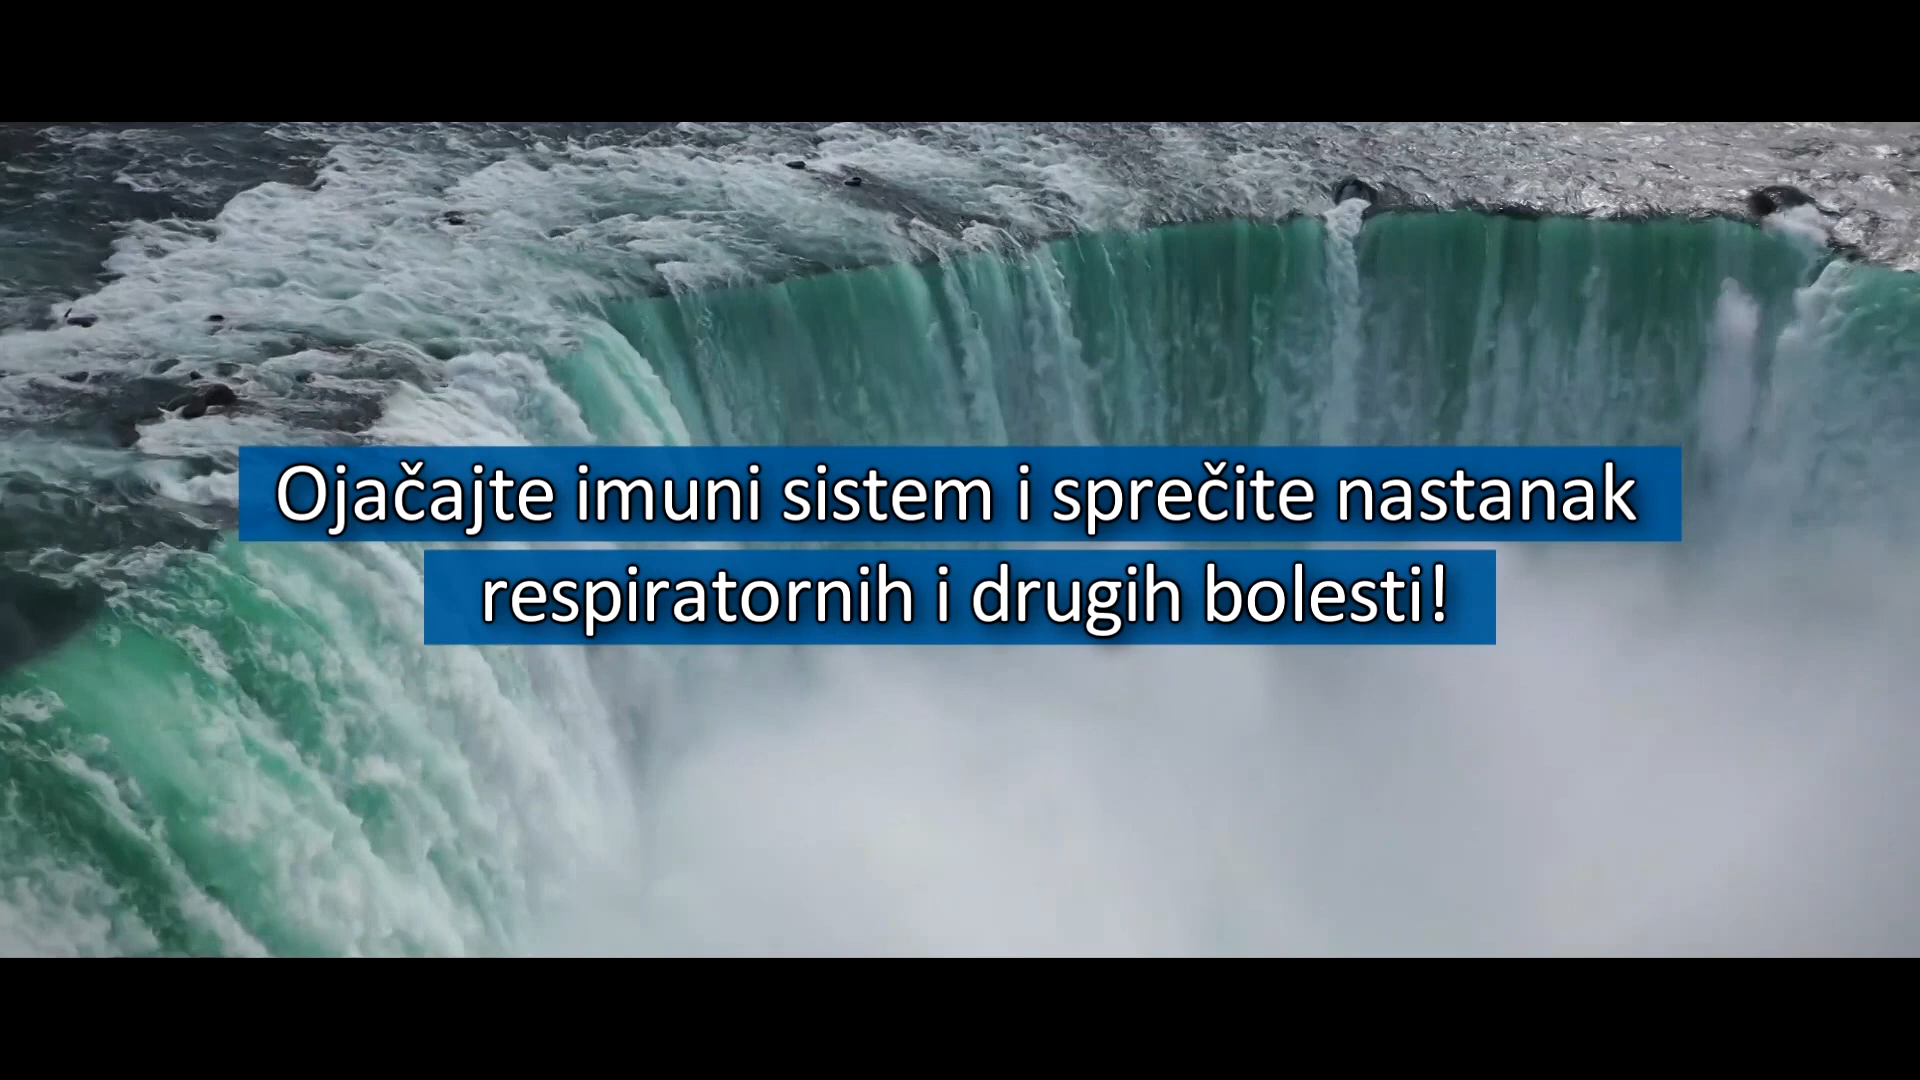 Ojačajte imuni sistem i sprečite nastanak
respiratornih i drugih bolesti!